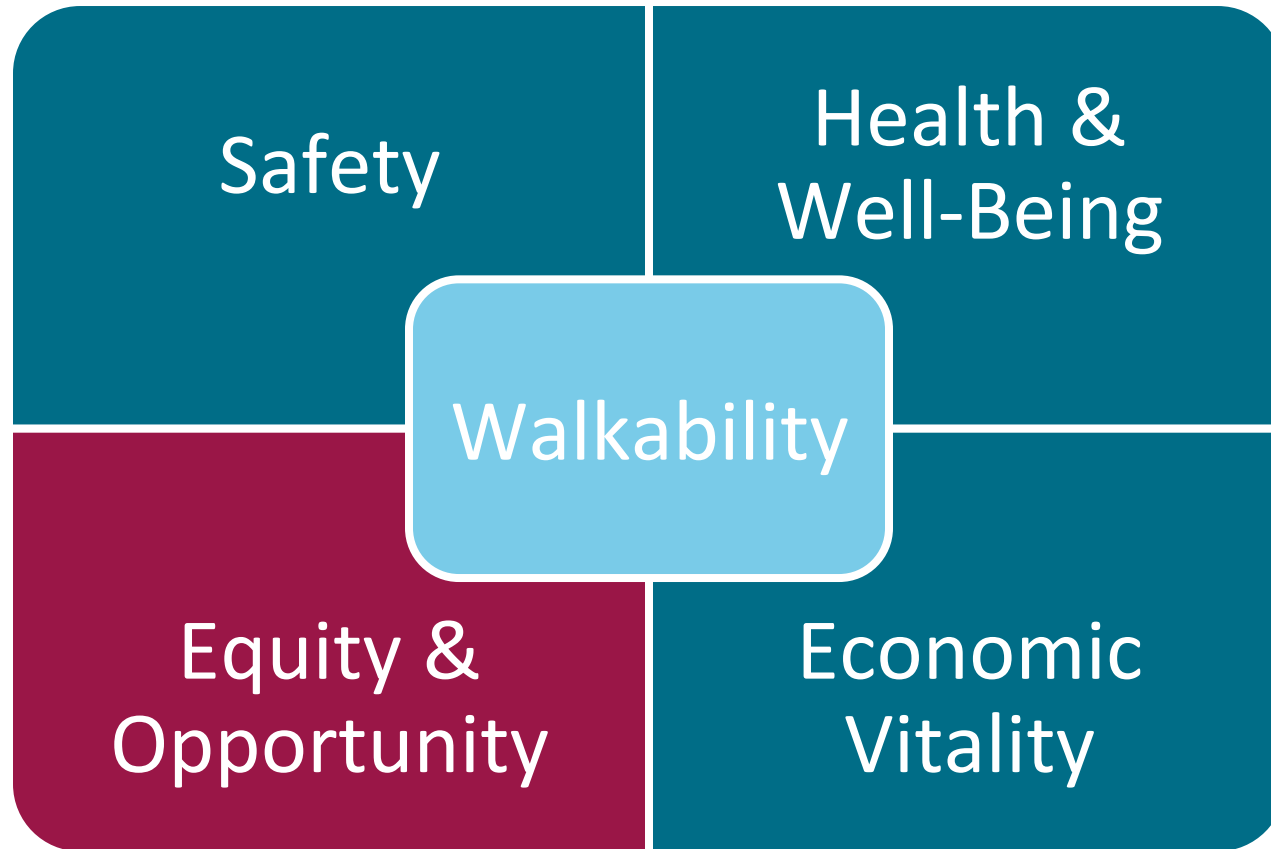 Safety
Health &
Well-Being
Walkability
Equity &
Opportunity
Economic
Vitality